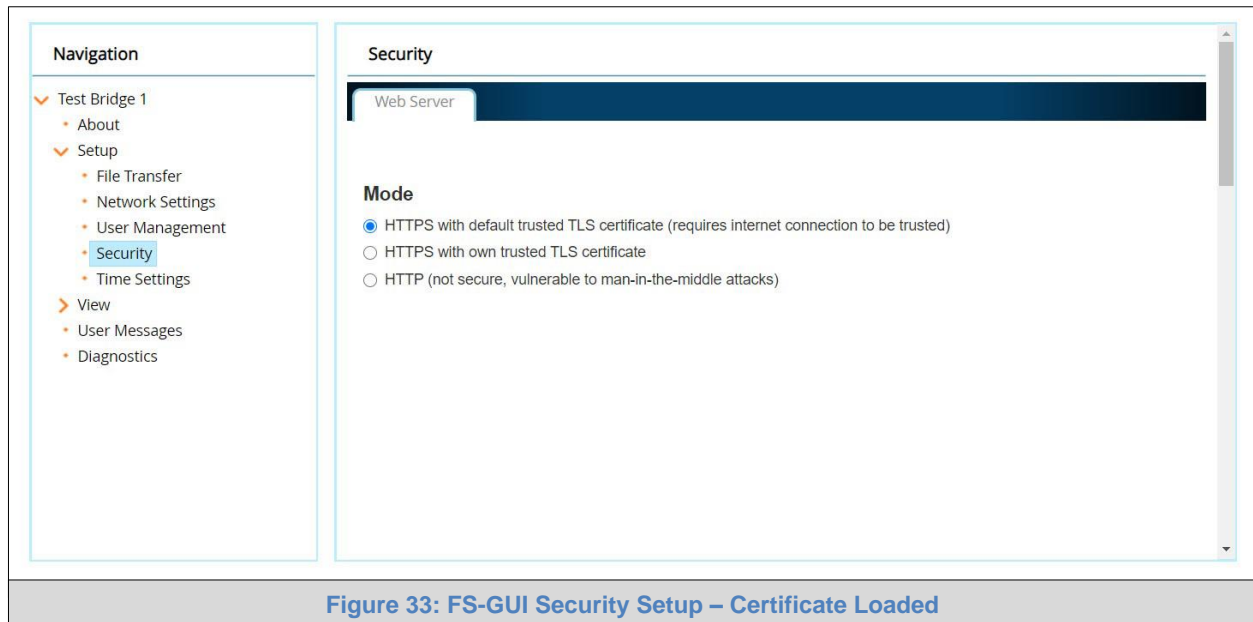 Navigation
Test Bridge 1
About
Setup
File Transfer
Network Settings
User Management
Security
Time Settings
View
User Messages
Diagnostics
Security
Web Server
Mode
HTTPS with default trusted TLS certificate (requires internet connection to be trusted)
HTTPS with own trusted TLS certificate
HTTP (not secure, vulnerable to man-in-the-middle attacks)
Figure 33: FS-GUI Security Setup – Certificate Loaded